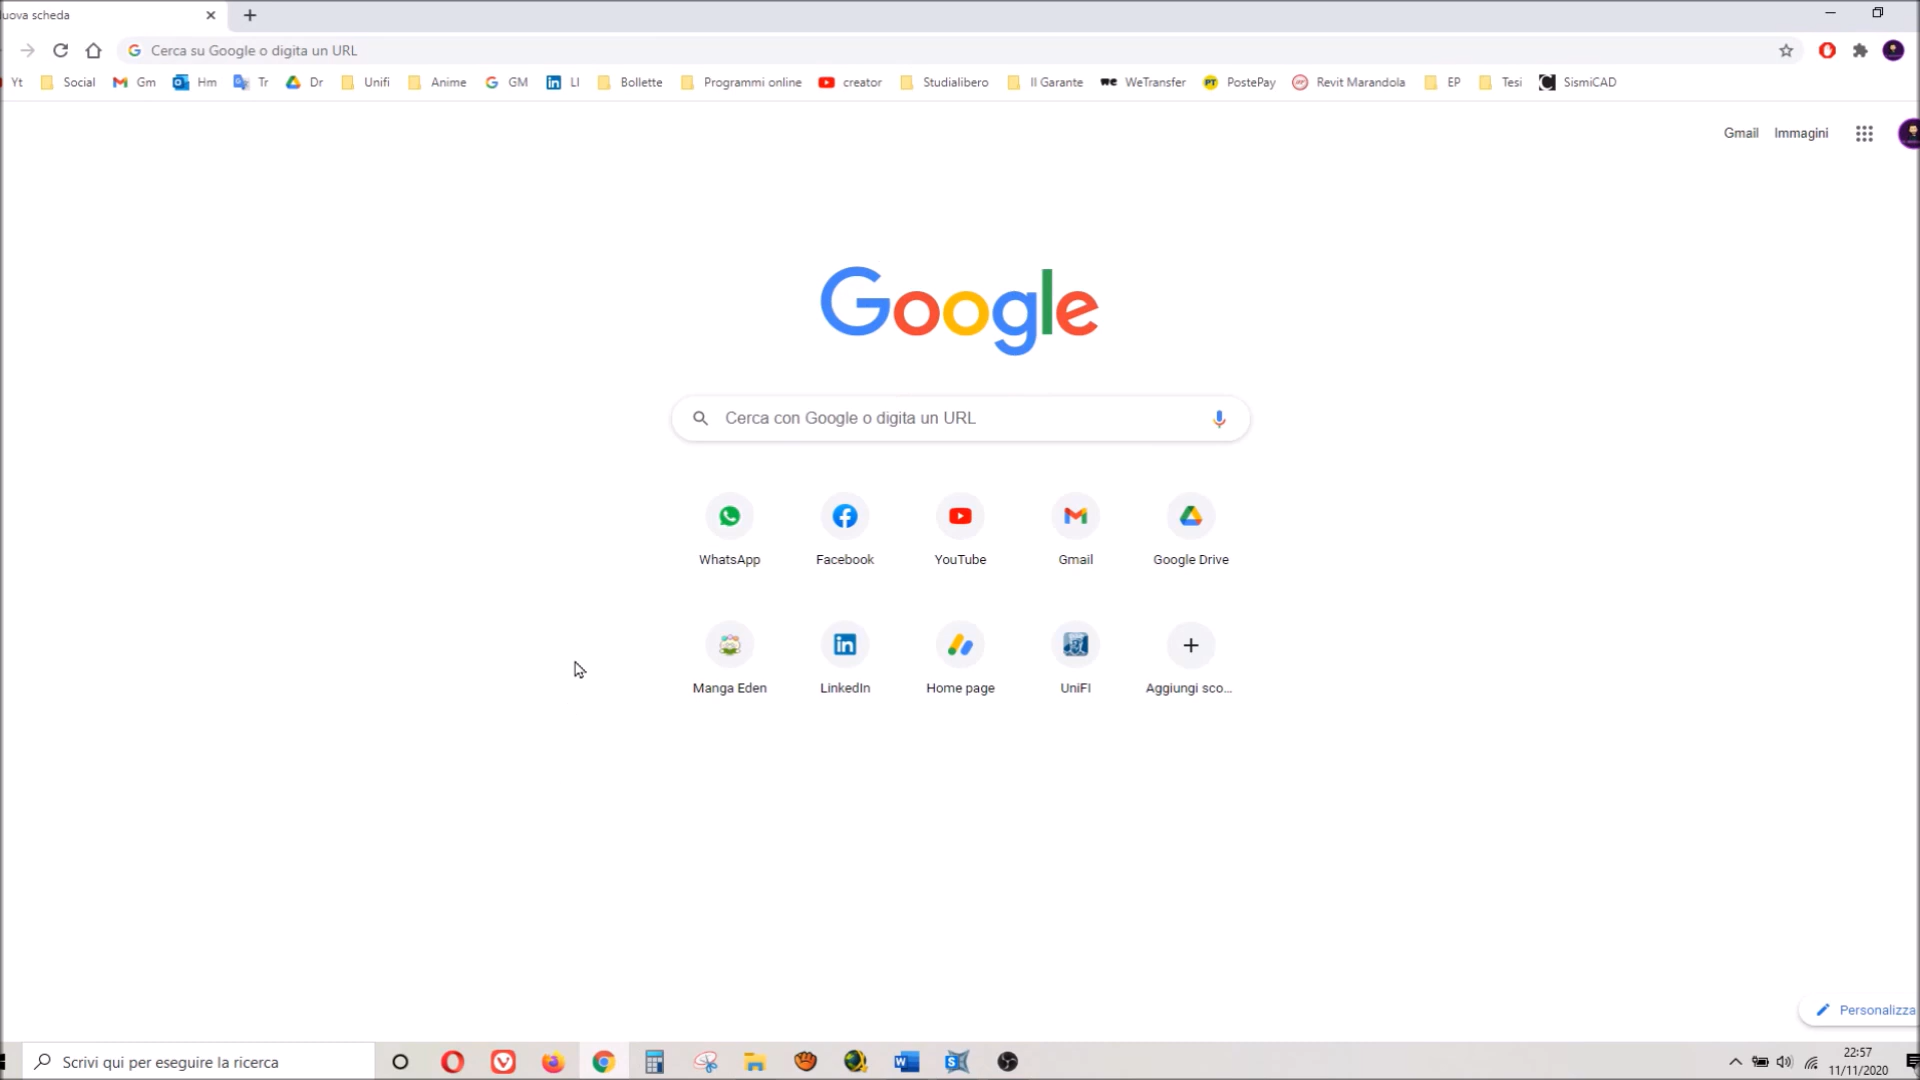 uova scheda
Cerca su Google o digita un URL
Yt Social Gm Hm Tr Dr Unifi Anime GM LI Bollette Programmi online creator Studialibero Il Garante WeTransfer PostePay Revit Marandola EP Tesi SismiCAD
Gmail Immagini
Google
Cerca con Google o digita un URL
WhatsApp Facebook YouTube Gmail Google Drive
Manga Eden LinkedIn Home page UniFI Aggiungi sco...
Personalizza
Scrivi qui per eseguire la ricerca
22:57
11/11/2020